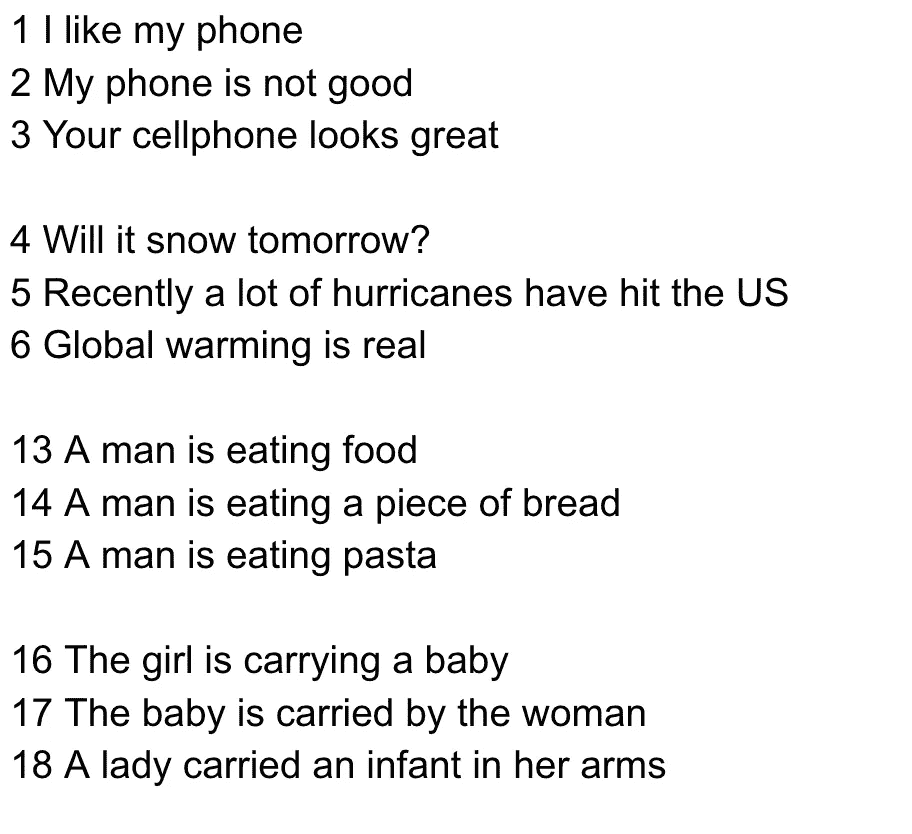 1 I like my phone
2 My phone is not good
3 Your cellphone looks great
4 Will it snow tomorrow?
5 Recently a lot of hurricanes have hit the US
6 Global warming is real
13 A man is eating food
14 A man is eating a piece of bread
15 A man is eating pasta
16 The girl is carrying a baby
17 The baby is carried by the woman
18 A lady carried an infant in her arms